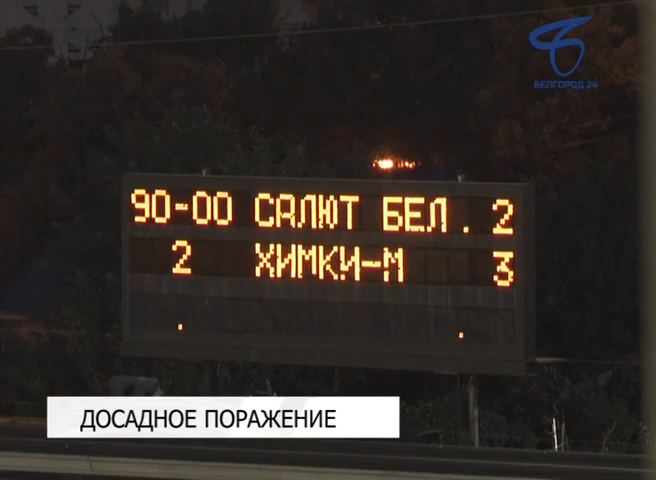 БЕЛГОРОД 24
90-00 САЛЮТ БЕЛ. 2
2 ХИМКИ-М 3
ДОСАДНОЕ ПОРАЖЕНИЕ